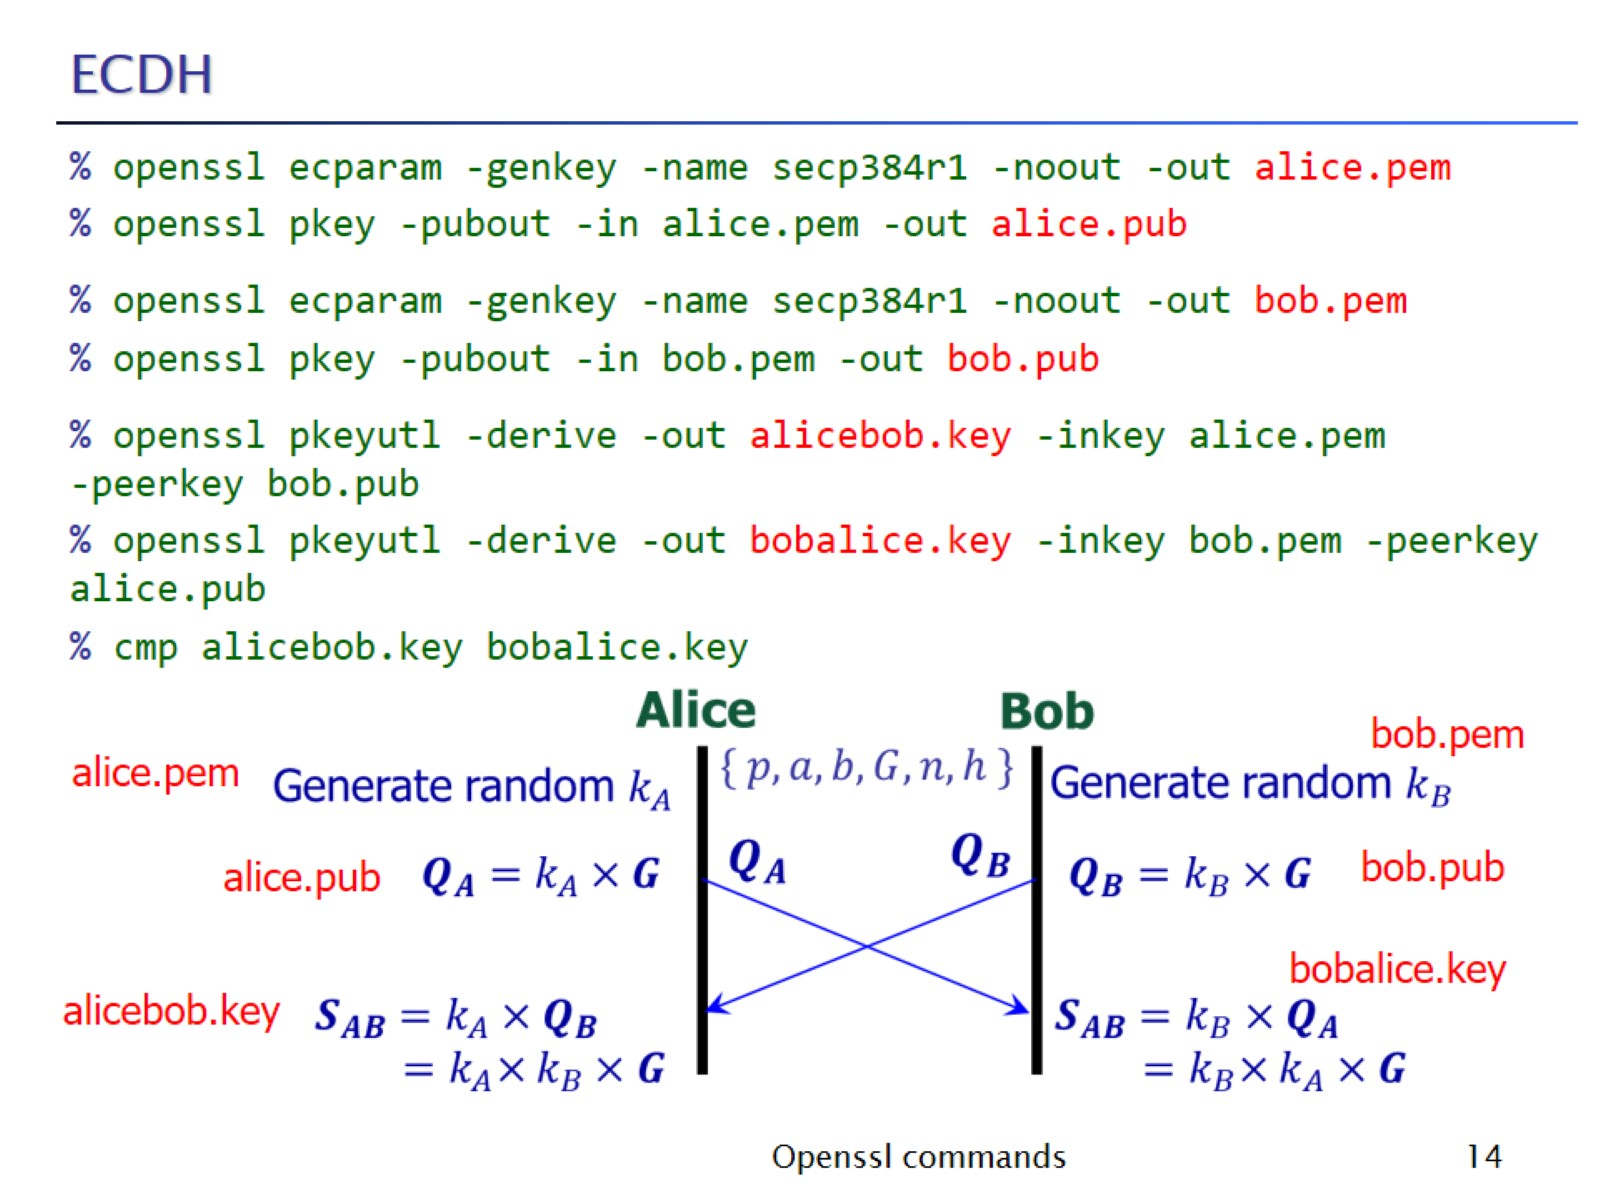 ECDH
% openssl ecparam -genkey -name secp384r1 -noout -out alice.pem
% openssl pkey -pubout -in alice.pem -out alice.pub
% openssl ecparam -genkey -name secp384r1 -noout -out bob.pem
% openssl pkey -pubout -in bob.pem -out bob.pub
% openssl pkeyutl -derive -out alicebob.key -inkey alice.pem
-peerkey bob.pub
% openssl pkeyutl -derive -out bobalice.key -inkey bob.pem -peerkey
alice.pub
% cmp alicebob.key bobalice.key
Alice Bob
bob.pem
alice.pem Generate random k_A { p, a, b, G, n, h } Generate random k_B
alice.pub Q_A = k_A × G Q_A Q_B Q_B = k_B × G bob.pub
bobalice.key
alicebob.key S_AB = k_A × Q_B S_AB = k_B × Q_A
= k_A × k_B × G = k_B × k_A × G
Openssl commands 14